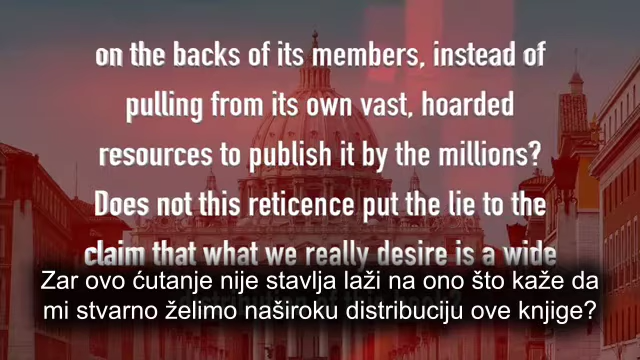 on the backs of its members, instead of
pulling from its own vast, hoarded
resources to publish it by the millions?
Does not this reticence put the lie to the
claim that what we really desire is a wide
Zar ovo ćutanje nije stavlja laži na ono što kaže da
mi stvarno želimo naširoku distribuciju ove knjige?